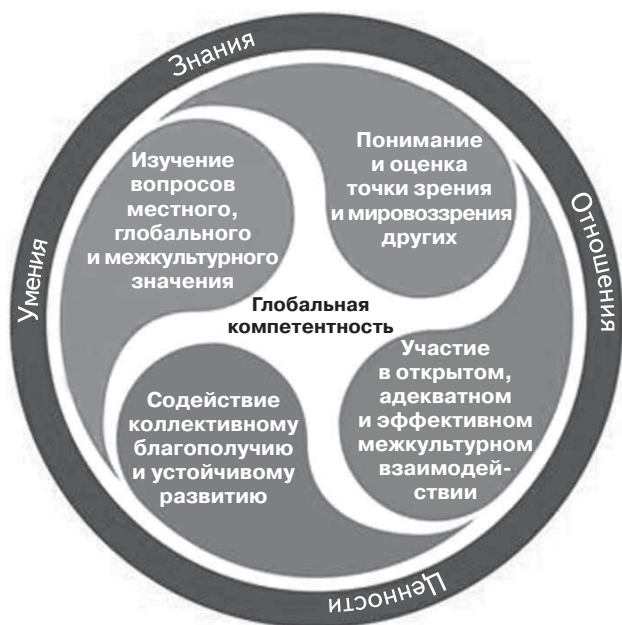 Знания
Изучение
вопросов
местного,
глобального
и межкультурного
значения
Понимание
и оценка
точки зрения
и мировоззрения
других
Умения
Отношения
Глобальная
компетентность
Содействие
коллективному
благополучию
и устойчивому
развитию
Участие
в открытом,
адекватном
и эффективном
межкультурном
взаимодей-
ствии
Ценности